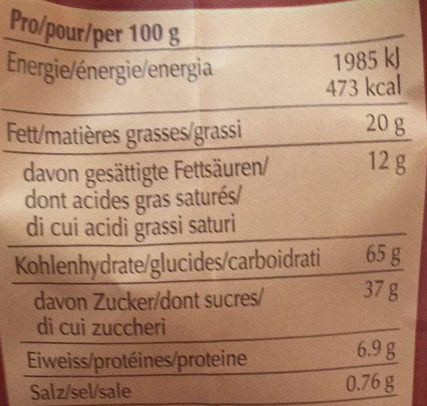 Pro/pour/per 100 g
Energie/énergie/energia 1985 kJ
473 kcal
Fett/matières grasses/grassi 20 g
davon gesättigte Fettsäuren/ 12 g
dont acides gras saturés/
di cui acidi grassi saturi
Kohlenhydrate/glucides/carboidrati 65 g
davon Zucker/dont sucres/ 37 g
di cui zuccheri
Eiweiss/protéines/proteine 6.9 g
Salz/sel/sale 0.76 g